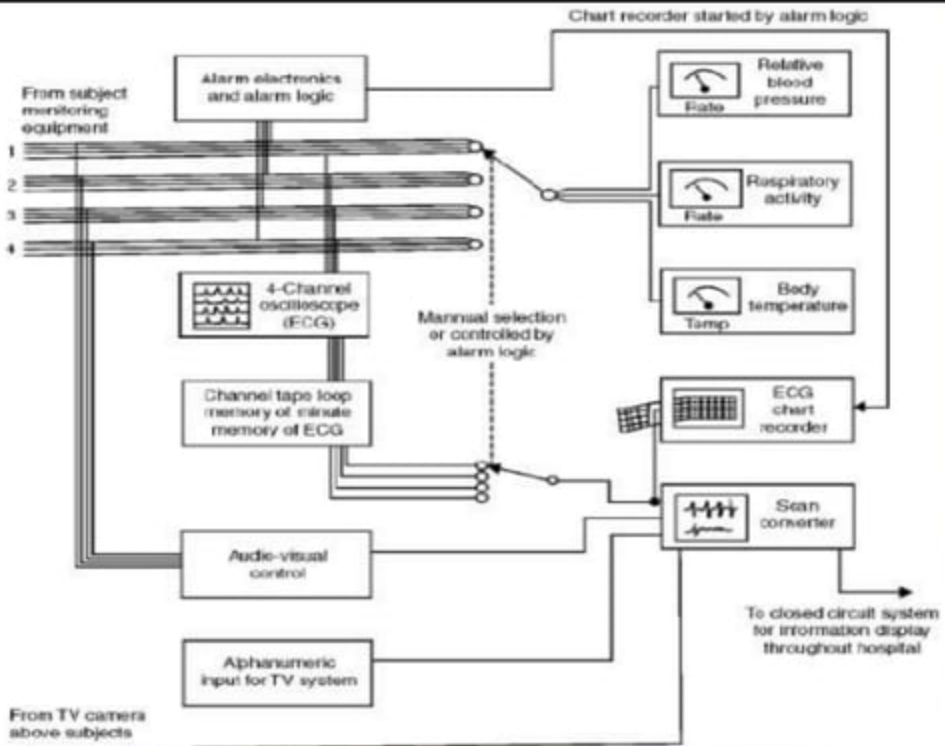 Chart recorder started by alarm logic
From subject
monitoring
equipment
1
2
3
4
Alarm electronics
and alarm logic
Rate
Relative
blood
pressure
Rate
Respiratory
activity
Temp
Body
temperature
4-Channel
oscilloscope
(ECG)
Mannual selection
or controlled by
alarm logic
Channel tape loop
memory of minute
memory of ECG
ECG
chart
recorder
Scan
converter
Audio-visual
control
To closed circuit system
for information display
throughout hospital
Alphanumeric
input for TV system
From TV camera
above subjects